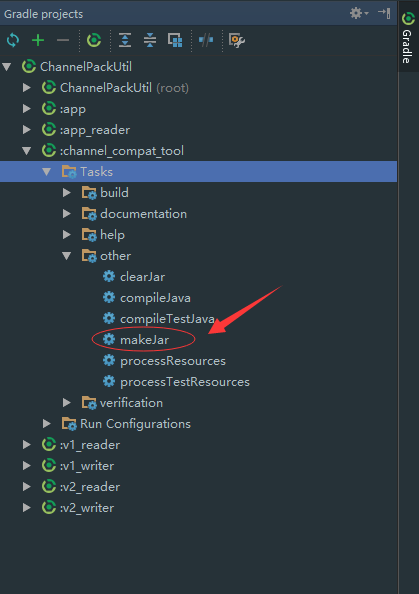 Gradle projects
ChannelPackUtil
ChannelPackUtil (root)
:app
:app_reader
:channel_compat_tool
Tasks
build
documentation
help
other
clearJar
compileJava
compileTestJava
makeJar
processResources
processTestResources
verification
Run Configurations
:v1_reader
:v1_writer
:v2_reader
:v2_writer
Gradle